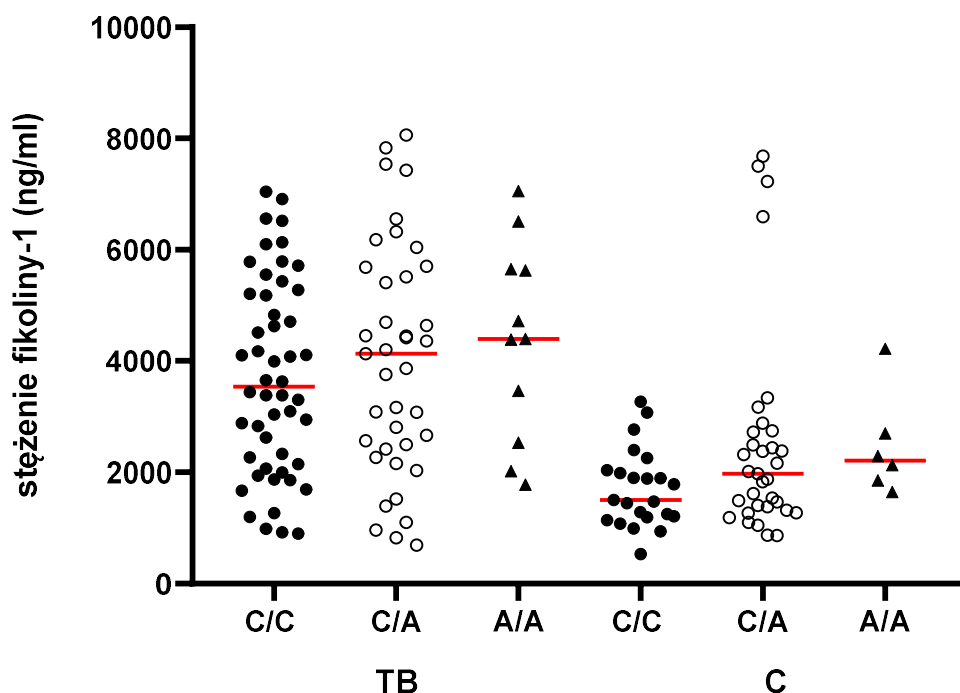 stężenie fikoliny-1 (ng/ml)
10000
8000
6000
4000
2000
0
C/C C/A A/A C/C C/A A/A
TB C